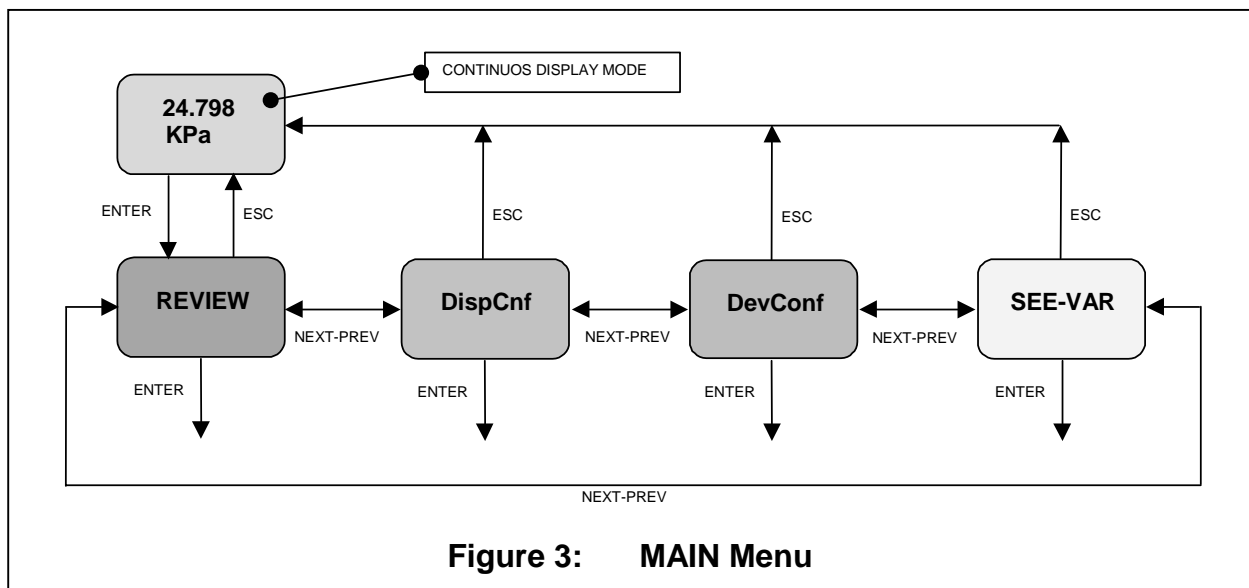 CONTINUOS DISPLAY MODE
24.798
KPa
ENTER
ESC
ESC
ESC
ESC
REVIEW
DispCnf
DevConf
SEE-VAR
NEXT-PREV
NEXT-PREV
NEXT-PREV
ENTER
ENTER
ENTER
ENTER
NEXT-PREV
Figure 3: MAIN Menu